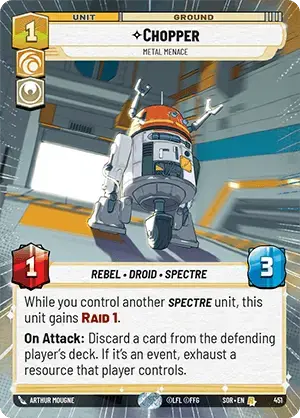 UNIT
GROUND
1
✧CHOPPER
METAL MENACE
1
3
REBEL • DROID • SPECTRE
While you control another SPECTRE unit, this
unit gains RAID 1.
On Attack: Discard a card from the defending
player's deck. If it's an event, exhaust a
resource that player controls.
ARTHUR MOUGNE
©LFL ©FFG
SOR • EN
451